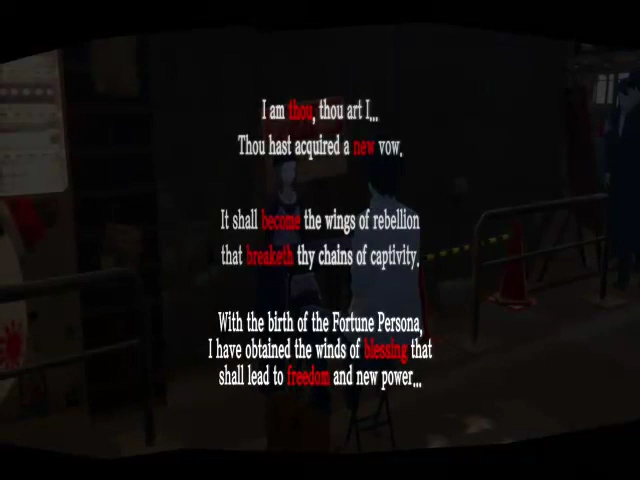 I am thou, thou art I...
Thou hast acquired a new vow.
It shall become the wings of rebellion
that breaketh thy chains of captivity.
With the birth of the Fortune Persona,
I have obtained the winds of blessing that
shall lead to freedom and new power...